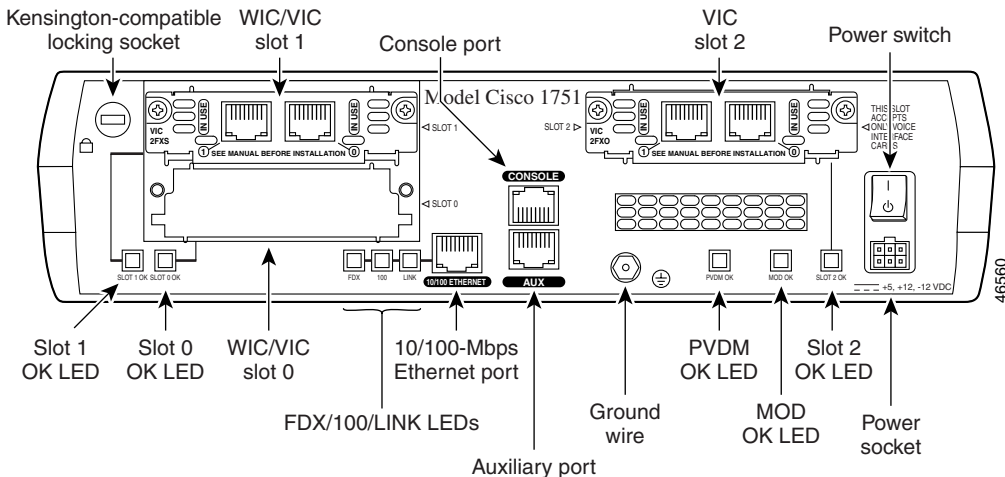 Kensington-compatible
locking socket
WIC/VIC
slot 1
Console port
VIC
slot 2
Power switch
Model Cisco 1751
IN USE
IN USE
VIC
2FXS
1 SEE MANUAL BEFORE INSTALLATION 0
SLOT 1
SLOT 0
SLOT 2
IN USE
IN USE
VIC
2FXO
1 SEE MANUAL BEFORE INSTALLATION 0
THIS SLOT
ACCEPTS
ONLY VOICE
INTERFACE
CARDS
CONSOLE
SLOT 1 OK
SLOT 0 OK
FDX
100
LINK
10/100 ETHERNET
AUX
PVDM OK
MOD OK
SLOT 2 OK
+5, +12, -12 VDC
46560
Slot 1
OK LED
Slot 0
OK LED
WIC/VIC
slot 0
10/100-Mbps
Ethernet port
PVDM
OK LED
Slot 2
OK LED
FDX/100/LINK LEDs
Ground
wire
MOD
OK LED
Power
socket
Auxiliary port